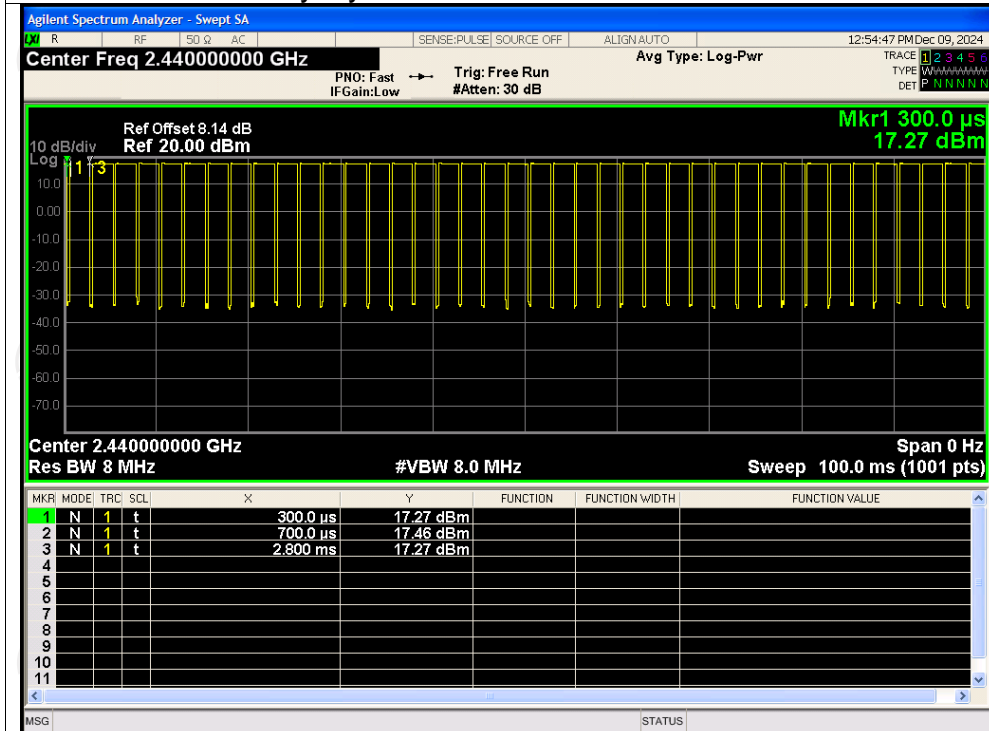 Agilent Spectrum Analyzer - Swept SA
LXI R RF 50 Ω AC SENSE:PULSE SOURCE OFF ALIGN AUTO 12:54:47 PM Dec 09, 2024
Center Freq 2.440000000 GHz Avg Type: Log-Pwr TRACE 1 2 3 4 5 6
PNO: Fast Trig: Free Run TYPE WWWWWWW
IFGain:Low #Atten: 30 dB DET P N N N N N
Ref Offset 8.14 dB Mkr1 300.0 µs
10 dB/div Ref 20.00 dBm 17.27 dBm
Log
1 3
10.0
0.00
-10.0
-20.0
-30.0
-40.0
-50.0
-60.0
-70.0
Center 2.440000000 GHz Span 0 Hz
Res BW 8 MHz #VBW 8.0 MHz Sweep 100.0 ms (1001 pts)
MKR MODE TRC SCL X Y FUNCTION FUNCTION WIDTH FUNCTION VALUE
1 N 1 t 300.0 µs 17.27 dBm
2 N 1 t 700.0 µs 17.46 dBm
3 N 1 t 2.800 ms 17.27 dBm
4
5
6
7
8
9
10
11
MSG STATUS